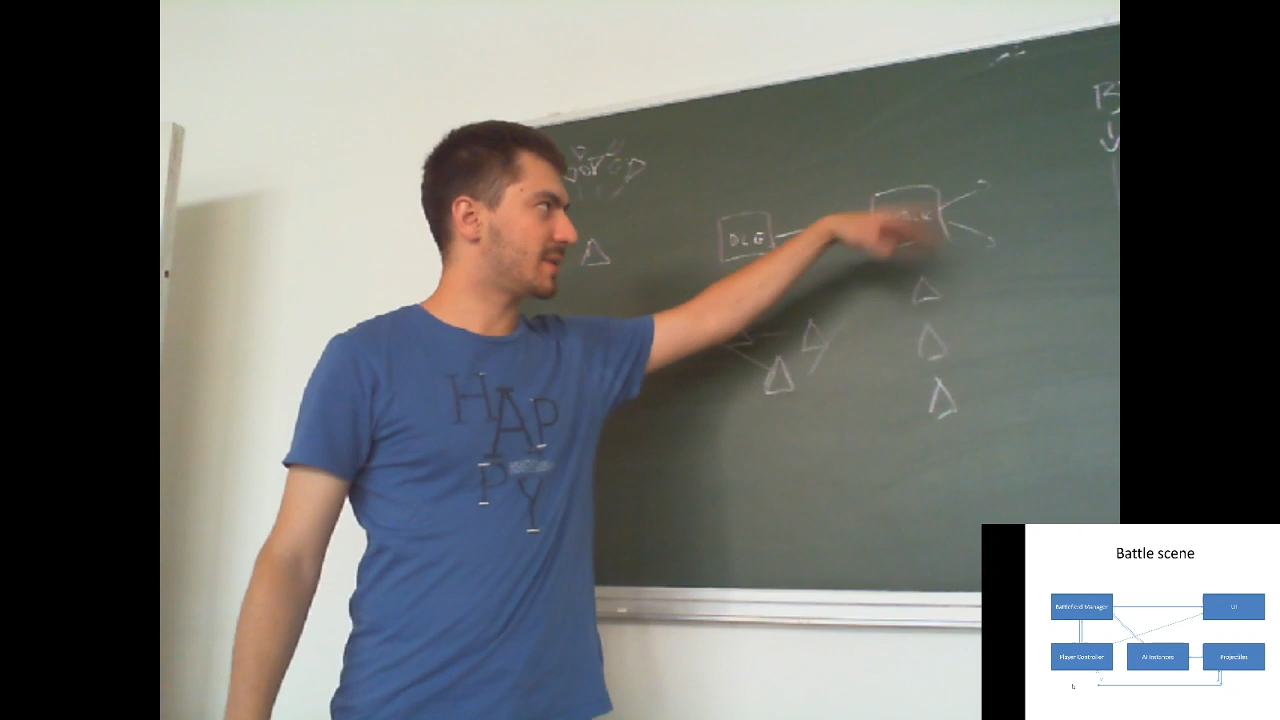 DLG
HAP
PY
Battle scene
Battlefield Manager
UI
Player Controller
AI Instances
Projectiles